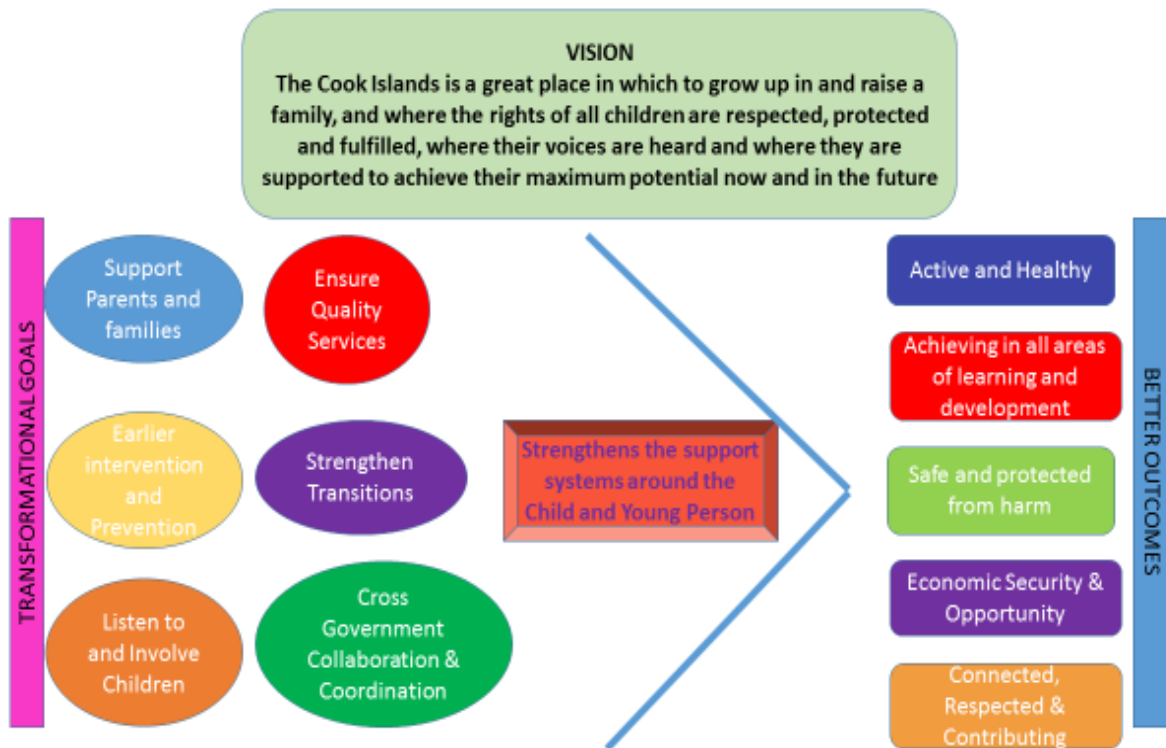 VISION
The Cook Islands is a great place in which to grow up in and raise a
family, and where the rights of all children are respected, protected
and fulfilled, where their voices are heard and where they are
supported to achieve their maximum potential now and in the future
TRANSFORMATIONAL GOALS
Support
Parents and
families
Ensure
Quality
Services
Earlier
intervention
and
Prevention
Strengthen
Transitions
Listen to
and Involve
Children
Cross
Government
Collaboration &
Coordination
Strengthens the support
systems around the
Child and Young Person
Active and Healthy
Achieving in all areas
of learning and
development
Safe and protected
from harm
Economic Security &
Opportunity
Connected,
Respected &
Contributing
BETTER OUTCOMES